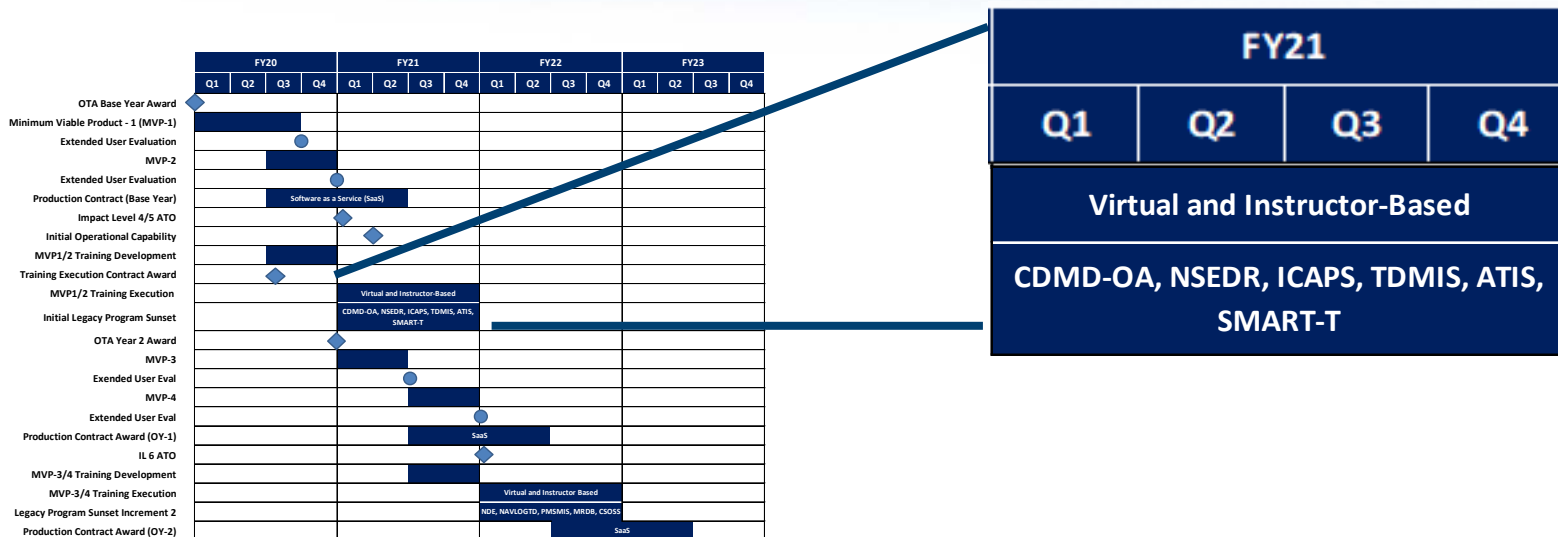 FY20 FY21 FY22 FY23
Q1 Q2 Q3 Q4 Q1 Q2 Q3 Q4 Q1 Q2 Q3 Q4 Q1 Q2 Q3 Q4
OTA Base Year Award
Minimum Viable Product - 1 (MVP-1)
Extended User Evaluation
MVP-2
Extended User Evaluation
Production Contract (Base Year) Software as a Service (SaaS)
Impact Level 4/5 ATO
Initial Operational Capability
MVP1/2 Training Development
Training Execution Contract Award
MVP1/2 Training Execution Virtual and Instructor-Based
Initial Legacy Program Sunset CDMD-OA, NSEDR, ICAPS, TDMIS, ATIS,
SMART-T
OTA Year 2 Award
MVP-3
Exended User Eval
MVP-4
Extended User Eval
Production Contract Award (OY-1) SaaS
IL 6 ATO
MVP-3/4 Training Development
MVP-3/4 Training Execution Virtual and Instructor Based
Legacy Program Sunset Increment 2 NDE, NAVLOGTD, PMSMIS, MRDB, CSOSS
Production Contract Award (OY-2) SaaS
FY21
Q1 Q2 Q3 Q4
Virtual and Instructor-Based
CDMD-OA, NSEDR, ICAPS, TDMIS, ATIS,
SMART-T